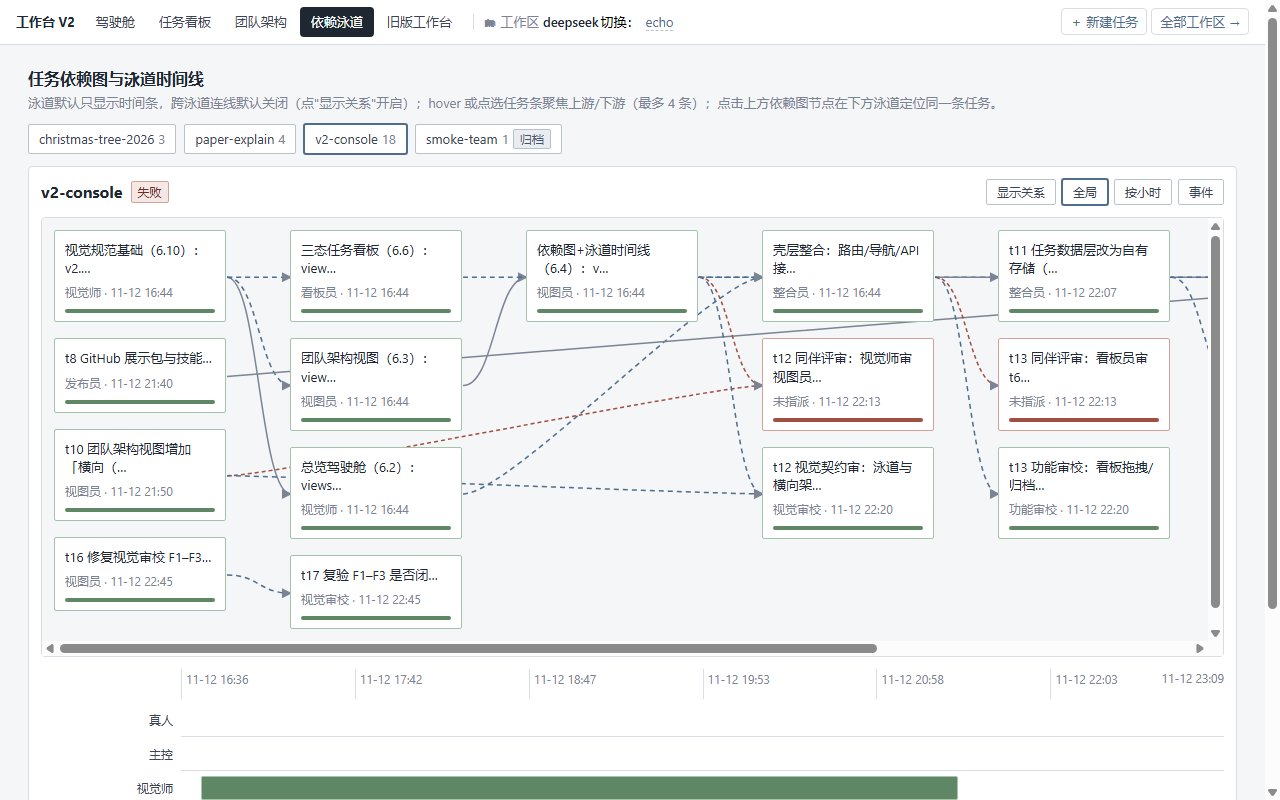 工作台 V2 驾驶舱 任务看板 团队架构 依赖泳道 旧版工作台 工作区 deepseek 切换： echo + 新建任务 全部工作区 →
任务依赖图与泳道时间线
泳道默认只显示时间条，跨泳道连线默认关闭（点"显示关系"开启）；hover 或点选任务条聚焦上游/下游（最多 4 条）；点击上方依赖图节点在下方泳道定位同一条任务。
christmas-tree-2026 3 paper-explain 4 v2-console 18 smoke-team 1 归档
v2-console 失败 显示关系 全局 按小时 事件
视觉规范基础（6.10）：
v2....
视觉师 · 11-12 16:44
三态任务看板（6.6）：
view...
看板员 · 11-12 16:44
依赖图+泳道时间线
（6.4）：v...
视图员 · 11-12 16:44
壳层整合：路由/导航/API
接...
整合员 · 11-12 16:44
t11 任务数据层改为自有
存储（...
整合员 · 11-12 22:07
t8 GitHub 展示包与技能...
发布员 · 11-12 21:40
团队架构视图（6.3）：
view...
视图员 · 11-12 16:44
t12 同伴评审：视觉师审
视图员...
未指派 · 11-12 22:13
t13 同伴评审：看板员审
t6...
未指派 · 11-12 22:13
t10 团队架构视图增加
「横向（...
视图员 · 11-12 21:50
总览驾驶舱（6.2）：
views...
视觉师 · 11-12 16:44
t12 视觉契约审：泳道与
横向架...
视觉审校 · 11-12 22:20
t13 功能审校：看板拖拽/
归档...
功能审校 · 11-12 22:20
t16 修复视觉审校 F1–F3...
视图员 · 11-12 22:45
t17 复验 F1–F3 是否闭...
视觉审校 · 11-12 22:45
11-12 16:36 11-12 17:42 11-12 18:47 11-12 19:53 11-12 20:58 11-12 22:03 11-12 23:09
真人
主控
视觉师